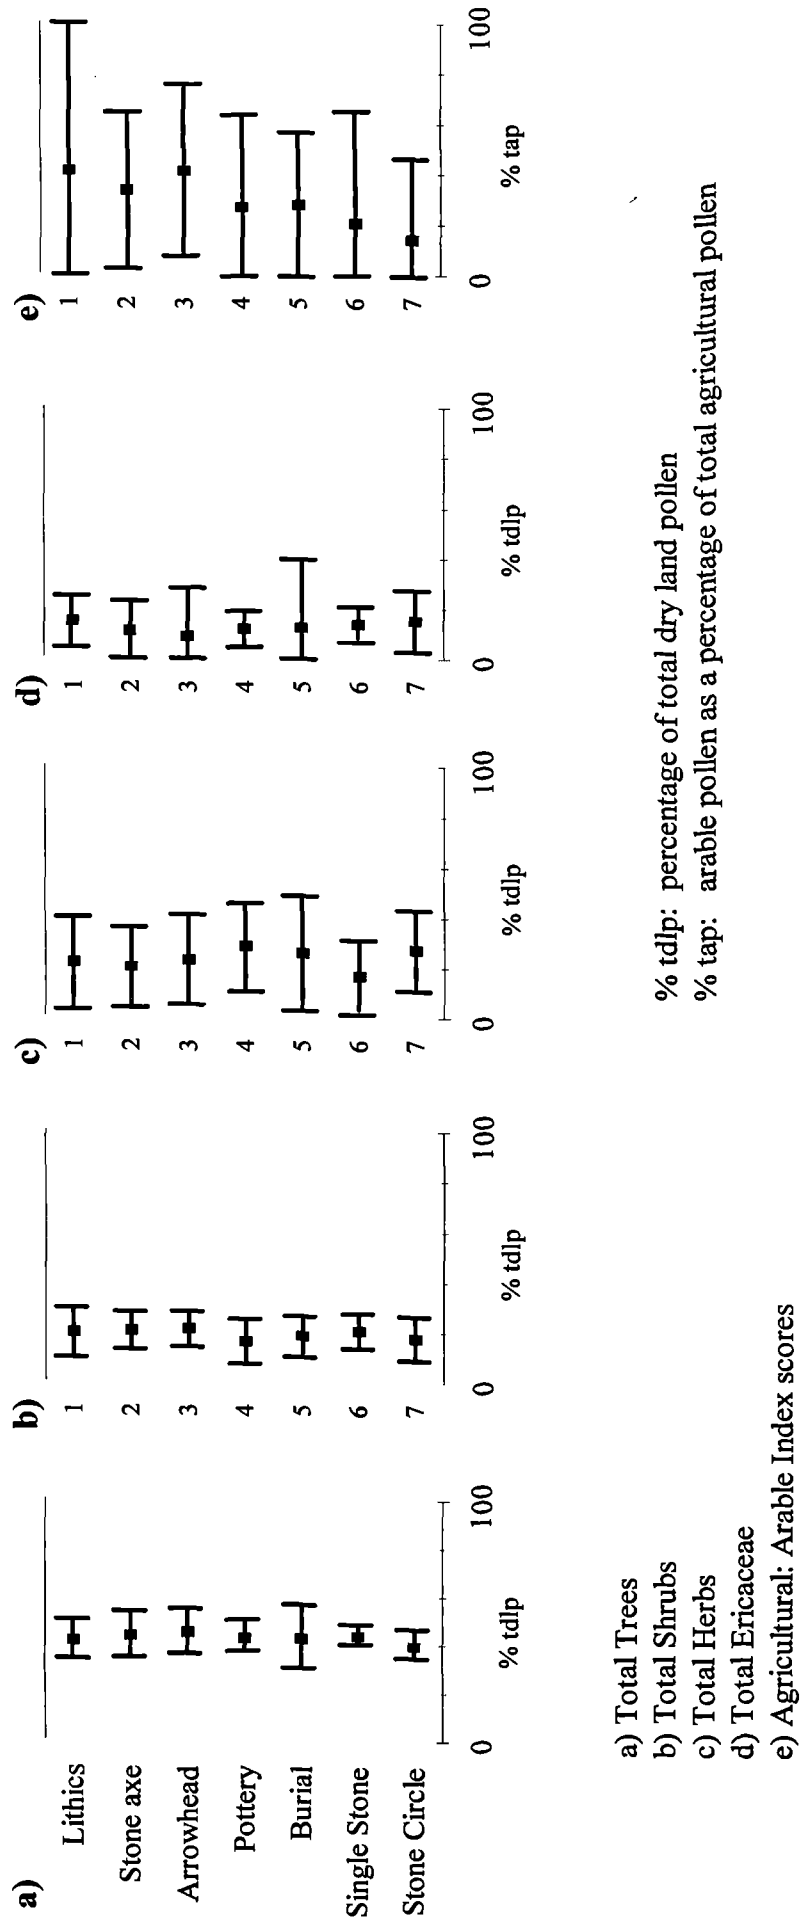 a)
b)
c)
d)
e)
Lithics
Stone axe
Arrowhead
Pottery
Burial
Single Stone
Stone Circle
0 100
% tdlp
1
2
3
4
5
6
7
0 100
% tdlp
1
2
3
4
5
6
7
0 100
% tdlp
1
2
3
4
5
6
7
0 100
% tdlp
1
2
3
4
5
6
7
0 100
% tap
a) Total Trees
b) Total Shrubs
c) Total Herbs
d) Total Ericaceae
e) Agricultural: Arable Index scores
% tdlp: percentage of total dry land pollen
% tap: arable pollen as a percentage of total agricultural pollen